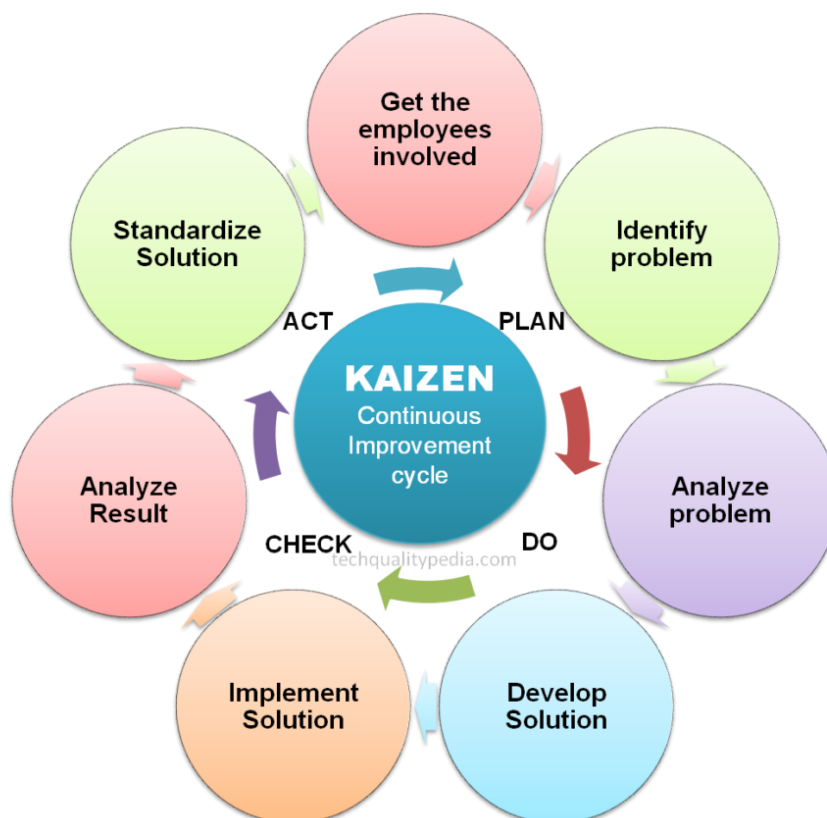 Get the
employees
involved
Standardize
Solution
Identify
problem
ACT
PLAN
KAIZEN
Continuous
Improvement
cycle
Analyze
Result
Analyze
problem
CHECK
DO
techqualitypedia.com
Implement
Solution
Develop
Solution